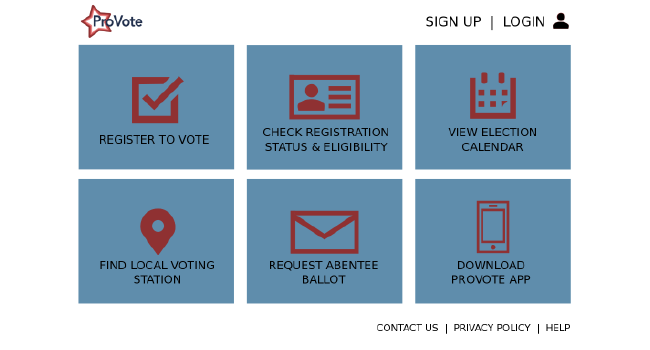 ProVote
SIGN UP | LOGIN
REGISTER TO VOTE
CHECK REGISTRATION
STATUS & ELIGIBILITY
VIEW ELECTION
CALENDAR
FIND LOCAL VOTING
STATION
REQUEST ABENTEE
BALLOT
DOWNLOAD
PROVOTE APP
CONTACT US | PRIVACY POLICY | HELP